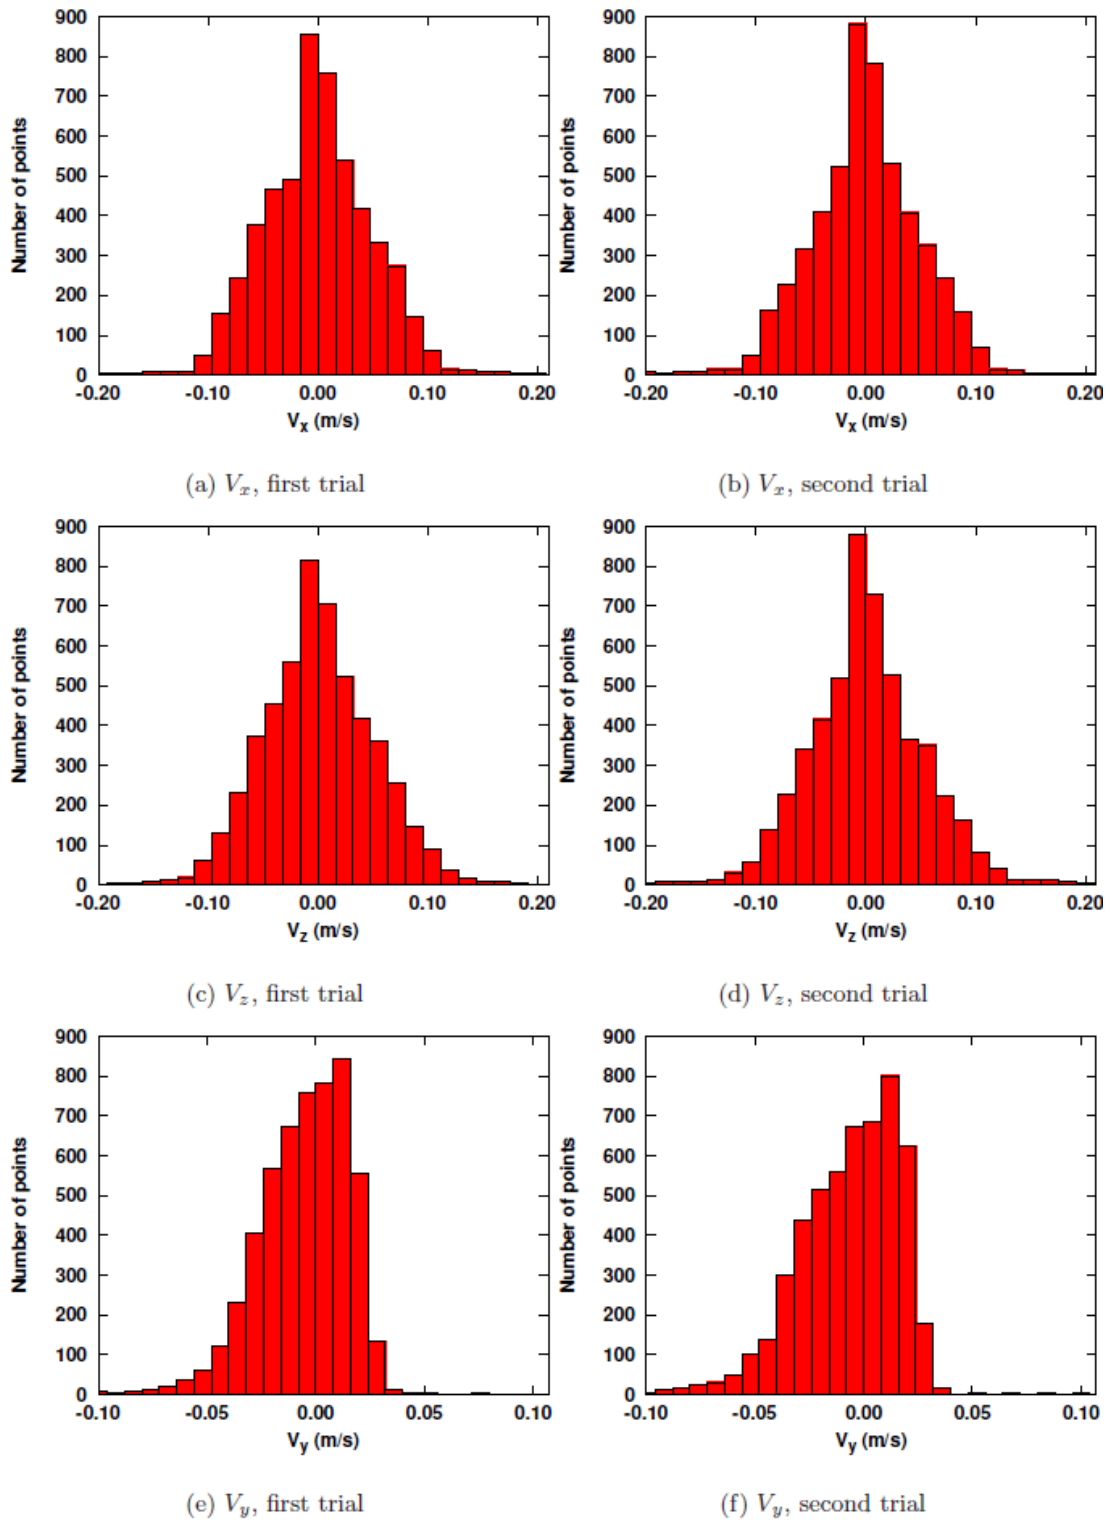 900
800
700
600
500
400
300
200
100
0
Number of points
-0.20 -0.10 0.00 0.10 0.20
Vx (m/s)
(a) Vx, first trial
900
800
700
600
500
400
300
200
100
0
Number of points
-0.20 -0.10 0.00 0.10 0.20
Vx (m/s)
(b) Vx, second trial
900
800
700
600
500
400
300
200
100
0
Number of points
-0.20 -0.10 0.00 0.10 0.20
Vz (m/s)
(c) Vz, first trial
900
800
700
600
500
400
300
200
100
0
Number of points
-0.20 -0.10 0.00 0.10 0.20
Vz (m/s)
(d) Vz, second trial
900
800
700
600
500
400
300
200
100
0
Number of points
-0.10 -0.05 0.00 0.05 0.10
Vy (m/s)
(e) Vy, first trial
900
800
700
600
500
400
300
200
100
0
Number of points
-0.10 -0.05 0.00 0.05 0.10
Vy (m/s)
(f) Vy, second trial